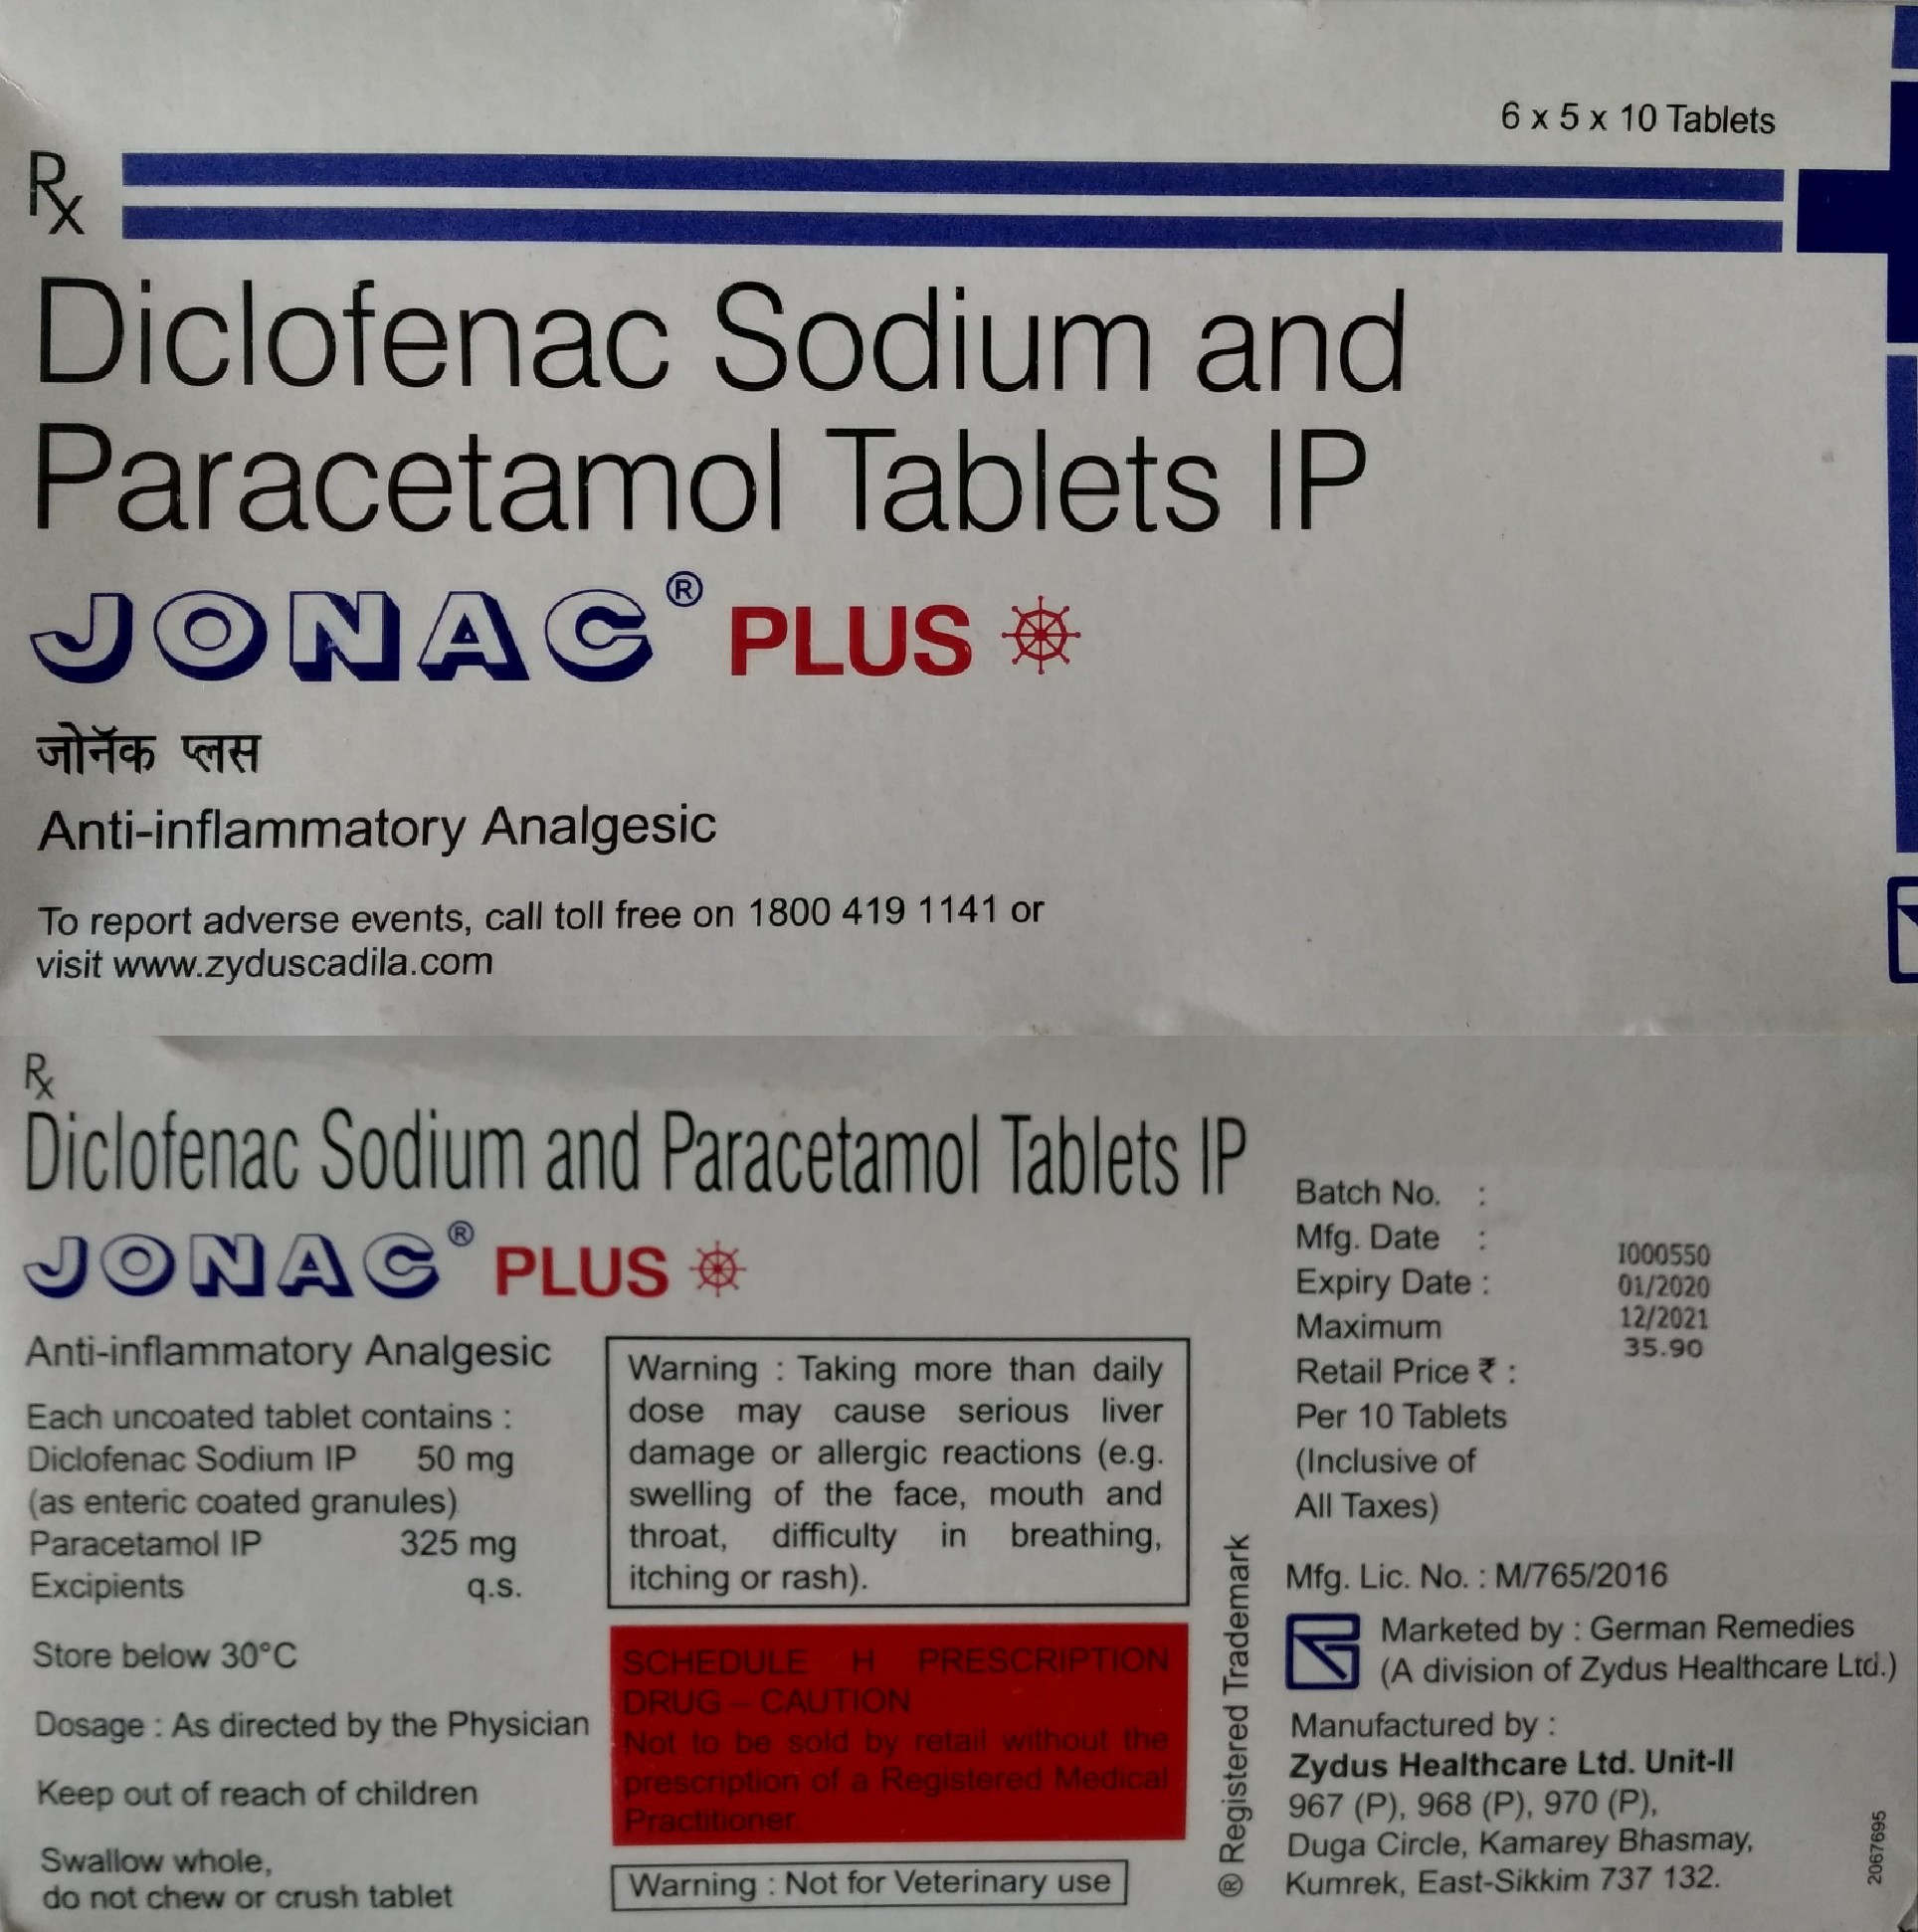 6 x 5 x 10 Tablets
Rx
Diclofenac Sodium and
Paracetamol Tablets IP
JONAC® PLUS
जोनॅक प्लस
Anti-inflammatory Analgesic
To report adverse events, call toll free on 1800 419 1141 or
visit www.zyduscadila.com
Rx
Diclofenac Sodium and Paracetamol Tablets IP
JONAC® PLUS
Anti-inflammatory Analgesic
Each uncoated tablet contains :
Diclofenac Sodium IP 50 mg
(as enteric coated granules)
Paracetamol IP 325 mg
Excipients q.s.
Store below 30°C
Dosage : As directed by the Physician
Keep out of reach of children
Swallow whole,
do not chew or crush tablet
Warning : Taking more than daily
dose may cause serious liver
damage or allergic reactions (e.g.
swelling of the face, mouth and
throat, difficulty in breathing,
itching or rash).
SCHEDULE H PRESCRIPTION
DRUG – CAUTION
Not to be sold by retail without the
prescription of a Registered Medical
Practitioner
Warning : Not for Veterinary use
® Registered Trademark
Batch No. :
Mfg. Date :
Expiry Date :
Maximum
Retail Price ₹ :
Per 10 Tablets
(Inclusive of
All Taxes)
I000550
01/2020
12/2021
35.90
Mfg. Lic. No. : M/765/2016
Marketed by : German Remedies
(A division of Zydus Healthcare Ltd.)
Manufactured by :
Zydus Healthcare Ltd. Unit-II
967 (P), 968 (P), 970 (P),
Duga Circle, Kamarey Bhasmay,
Kumrek, East-Sikkim 737 132.
2067695